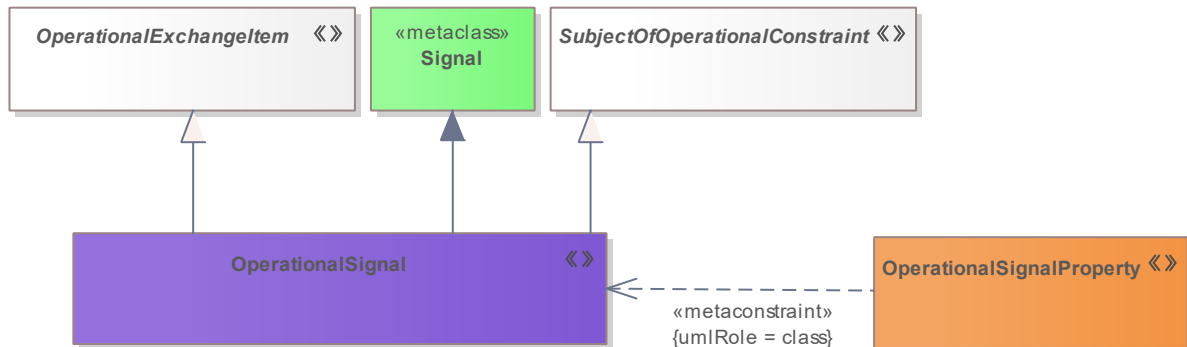 OperationalExchangeItem «»
«metaclass»
Signal
SubjectOfOperationalConstraint «»
OperationalSignal «»
OperationalSignalProperty «»
«metaconstraint»
{umlRole = class}